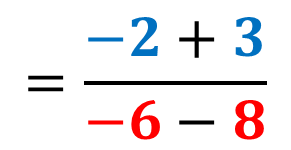 = (−2 + 3) / (−6 − 8)